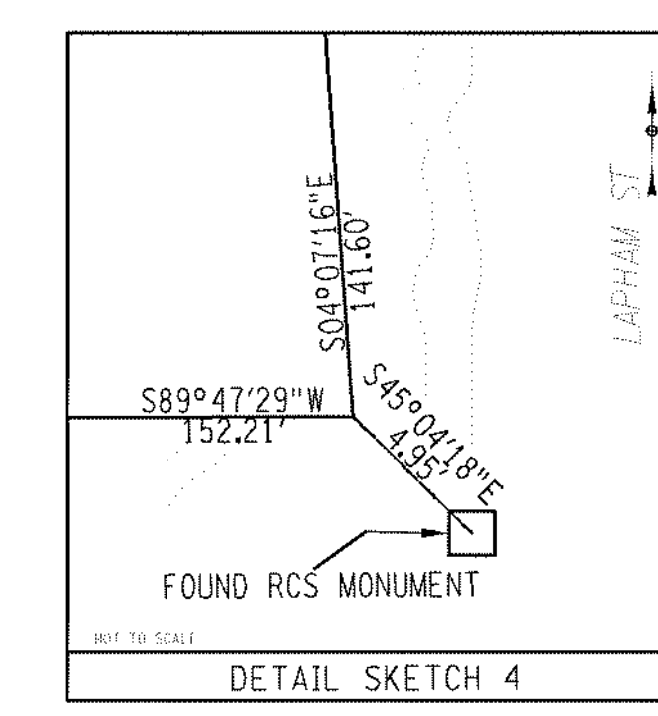 S04°07'16"E
141.60'
LAPHAM ST
S89°47'29"W
152.21'
S45°04'18"E
4.95'
FOUND RCS MONUMENT
NOT TO SCALE
DETAIL SKETCH 4